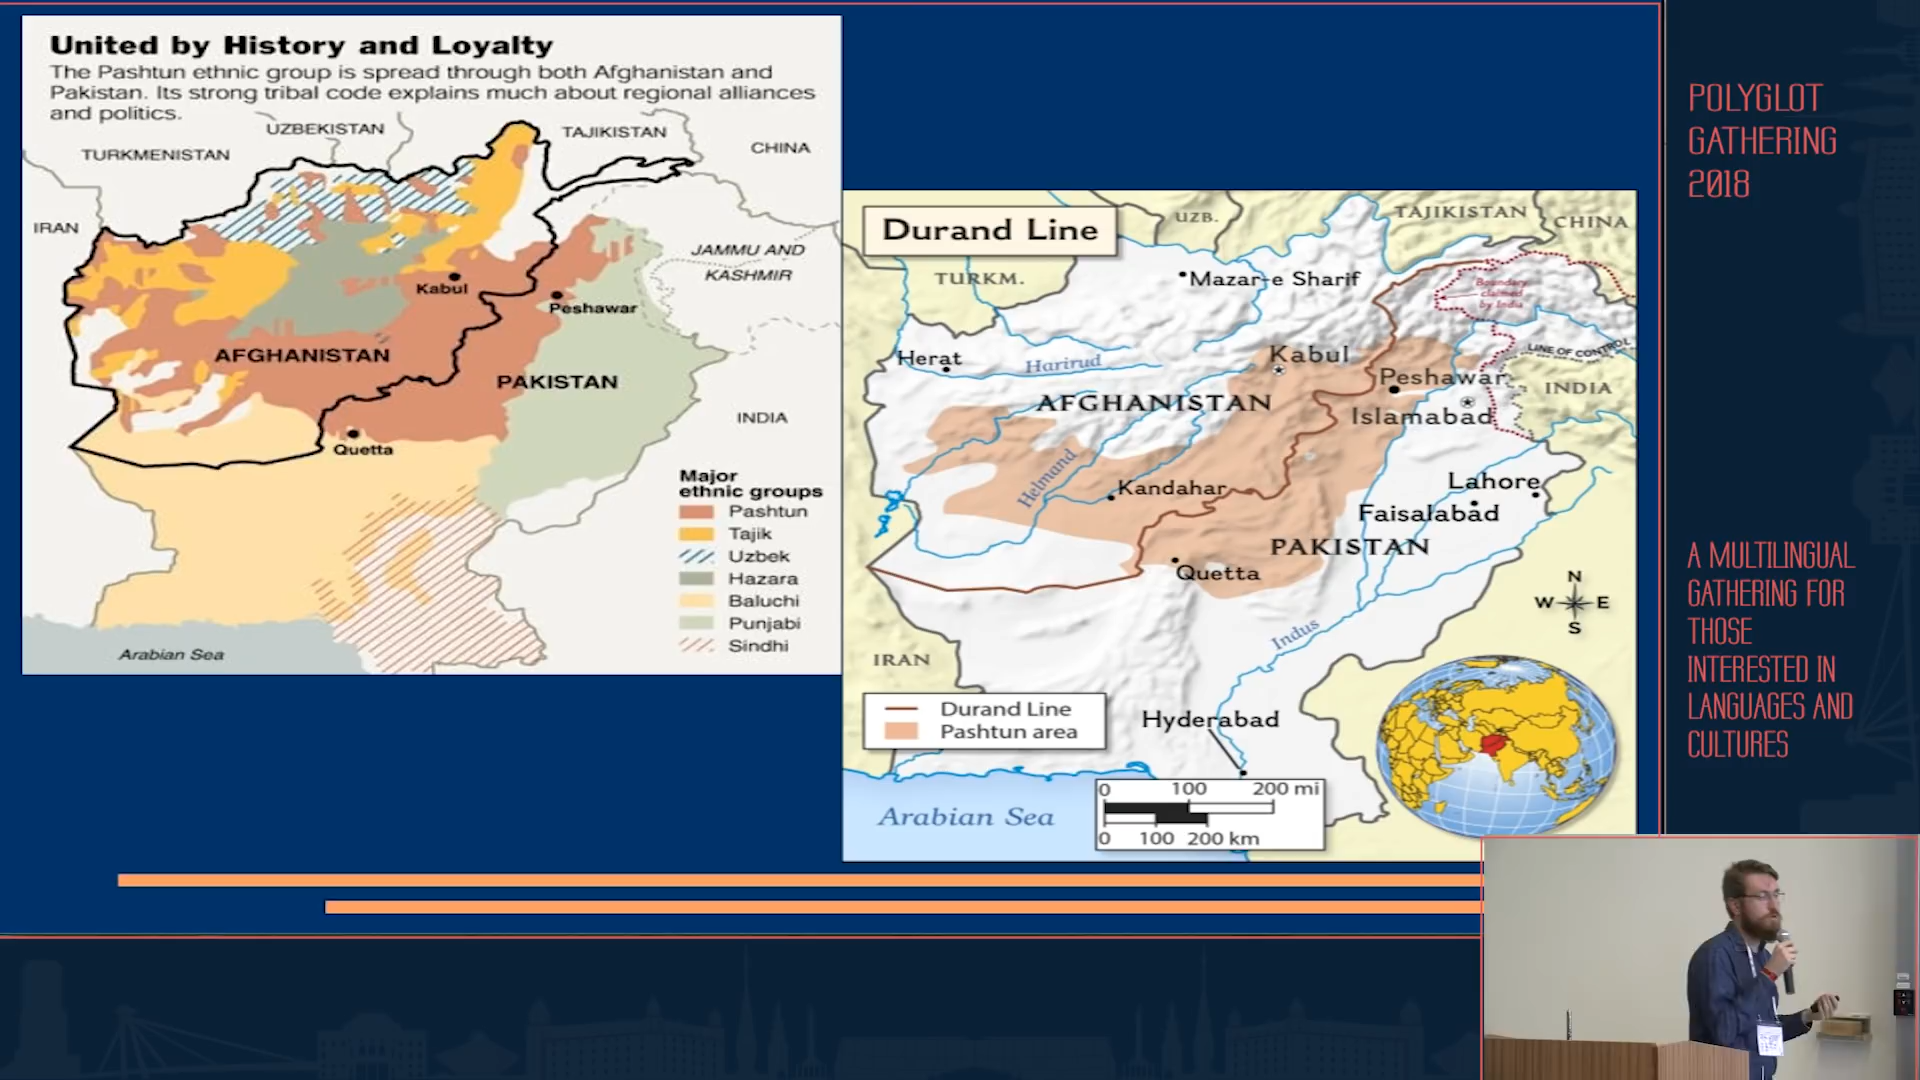 United by History and Loyalty
The Pashtun ethnic group is spread through both Afghanistan and
Pakistan. Its strong tribal code explains much about regional alliances
and politics.
UZBEKISTAN
TAJIKISTAN
CHINA
TURKMENISTAN
IRAN
JAMMU AND
KASHMIR
Kabul
Peshawar
AFGHANISTAN
PAKISTAN
INDIA
Quetta
Major
ethnic groups
Pashtun
Tajik
Uzbek
Hazara
Baluchi
Punjabi
Sindhi
Arabian Sea
Durand Line
UZB.
TAJIKISTAN
CHINA
TURKM.
Mazar-e Sharif
Boundary
claimed
by India
Herat
Harirud
Kabul
LINE OF CONTROL
Peshawar
INDIA
AFGHANISTAN
Islamabad
Helmand
Kandahar
Lahore
Faisalabad
PAKISTAN
Quetta
N
W E
S
Indus
IRAN
Durand Line
Pashtun area
Hyderabad
0 100 200 mi
0 100 200 km
Arabian Sea
POLYGLOT
GATHERING
2018
A MULTILINGUAL
GATHERING FOR
THOSE
INTERESTED IN
LANGUAGES AND
CULTURES